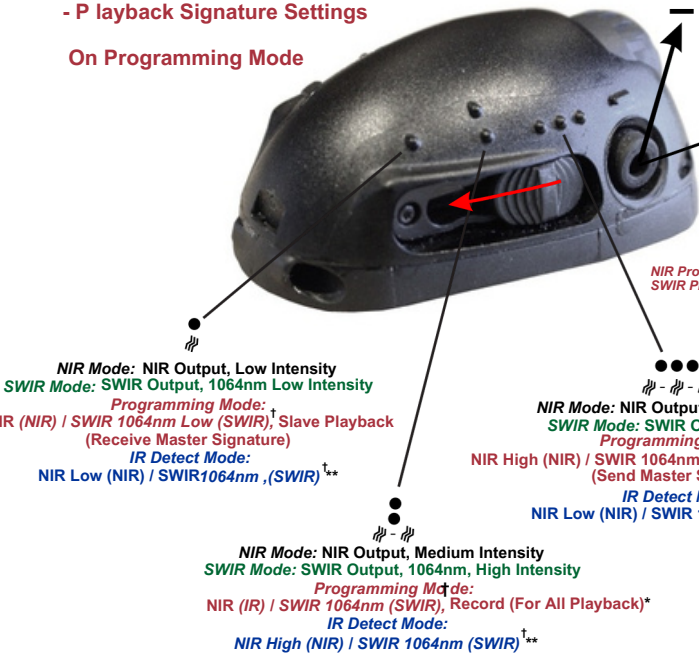 - P layback Signature Settings
On Programming Mode
NIR Pro
SWIR P
NIR Mode: NIR Output, Low Intensity
SWIR Mode: SWIR Output, 1064nm Low Intensity
Programming Mode:
IR (NIR) / SWIR 1064nm Low (SWIR),† Slave Playback
(Receive Master Signature)
IR Detect Mode:
NIR Low (NIR) / SWIR1064nm ,(SWIR)†**
NIR Mode: NIR Outpu
SWIR Mode: SWIR O
Programming
NIR High (NIR) / SWIR 1064nm
(Send Master S
IR Detect
NIR Low (NIR) / SWIR
NIR Mode: NIR Output, Medium Intensity
SWIR Mode: SWIR Output, 1064nm, High Intensity
Programming Mode:†
NIR (IR) / SWIR 1064nm (SWIR), Record (For All Playback)*
IR Detect Mode:
NIR High (NIR) / SWIR 1064nm (SWIR)†**